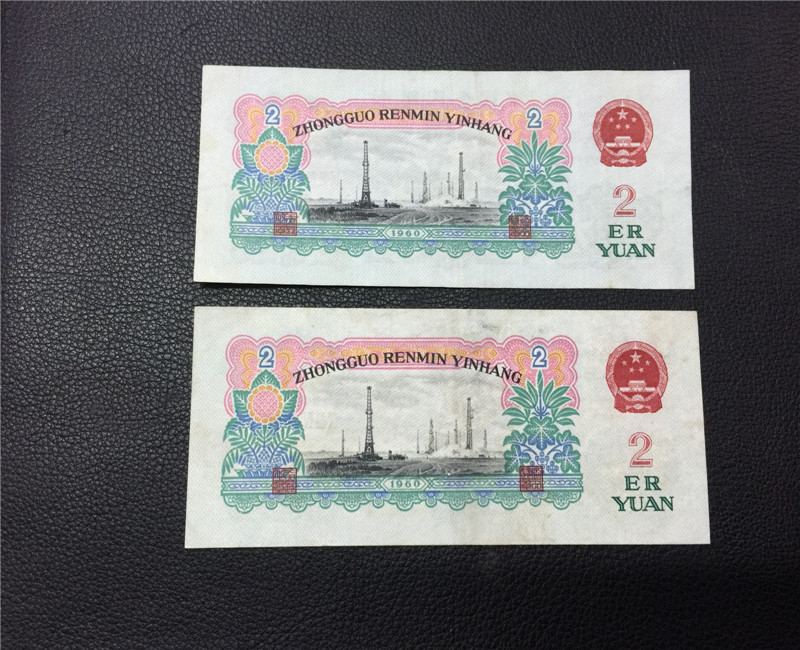 2 2
ZHONGGUO RENMIN YINHANG
1960
2
ER
YUAN
2 2
ZHONGGUO RENMIN YINHANG
1960
2
ER
YUAN